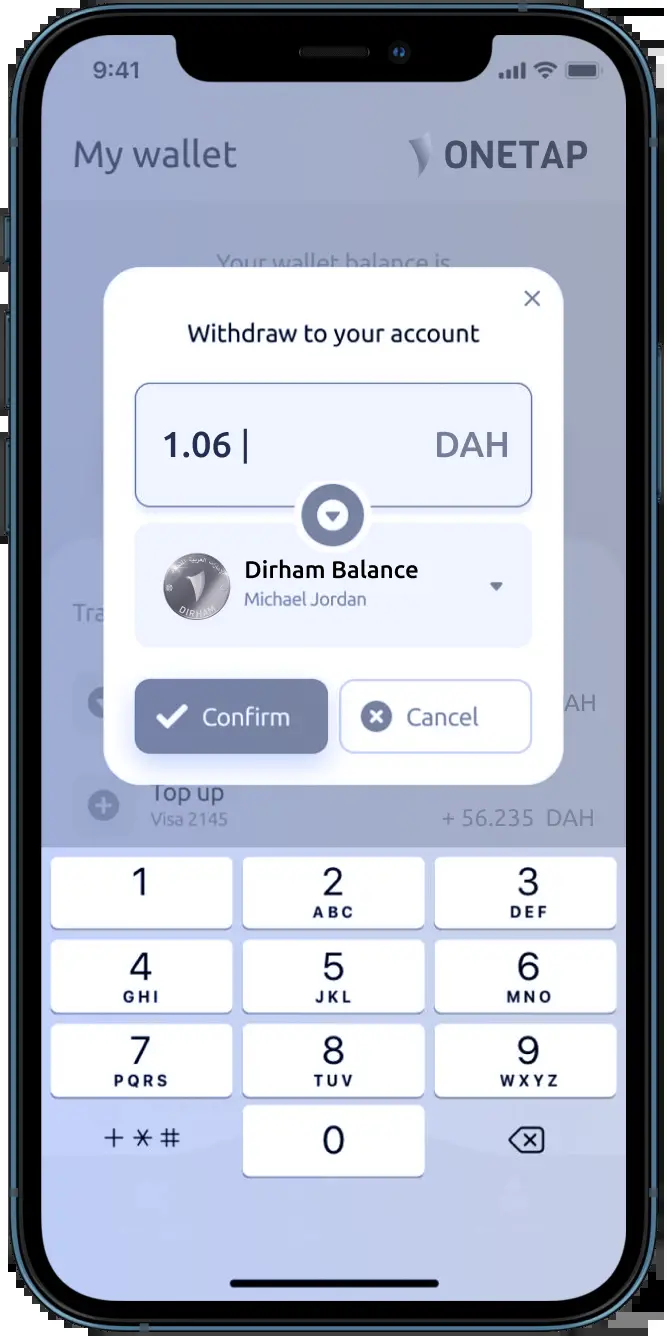 9:41
My wallet
ONETAP
Your wallet balance is
Withdraw to your account
1.06
DAH
DIRHAM
Dirham Balance
Michael Jordan
Tra
Confirm
Cancel
AH
Top up
Visa 2145
+ 56.235 DAH
1
2
ABC
3
DEF
4
GHI
5
JKL
6
MNO
7
PQRS
8
TUV
9
WXYZ
+ * #
0